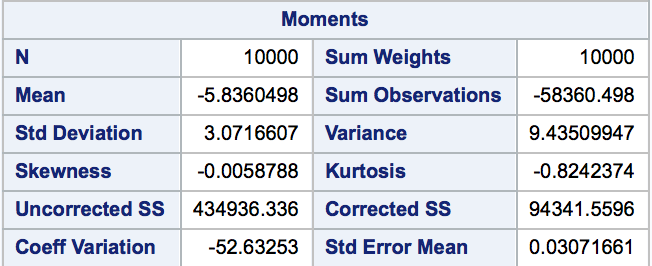 Moments
N 10000 Sum Weights 10000
Mean -5.8360498 Sum Observations -58360.498
Std Deviation 3.0716607 Variance 9.43509947
Skewness -0.0058788 Kurtosis -0.8242374
Uncorrected SS 434936.336 Corrected SS 94341.5596
Coeff Variation -52.63253 Std Error Mean 0.03071661